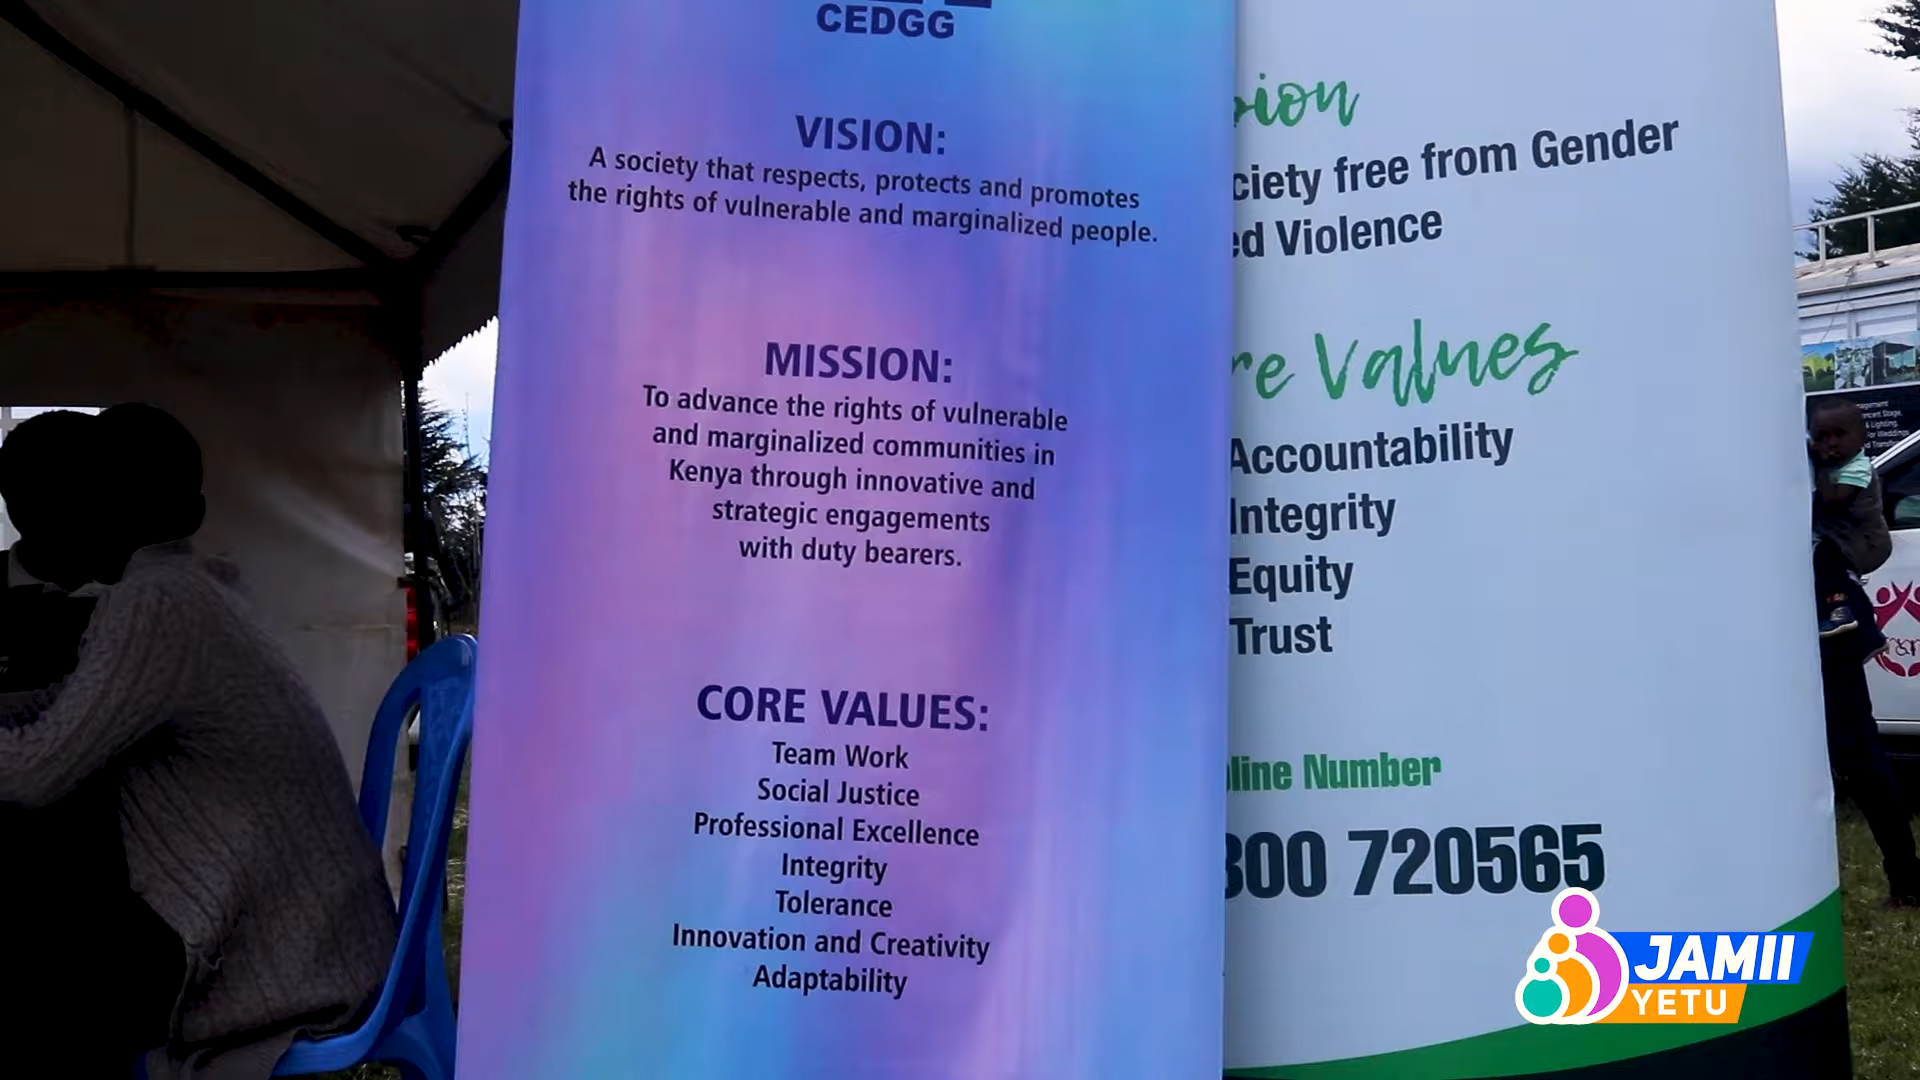 CEDGG
VISION:
A society that respects, protects and promotes
the rights of vulnerable and marginalized people.
MISSION:
To advance the rights of vulnerable
and marginalized communities in
Kenya through innovative and
strategic engagements
with duty bearers.
CORE VALUES:
Team Work
Social Justice
Professional Excellence
Integrity
Tolerance
Innovation and Creativity
Adaptability
ion
ciety free from Gender
ed Violence
re Values
Accountability
Integrity
Equity
Trust
line Number
800 720565
JAMII
YETU